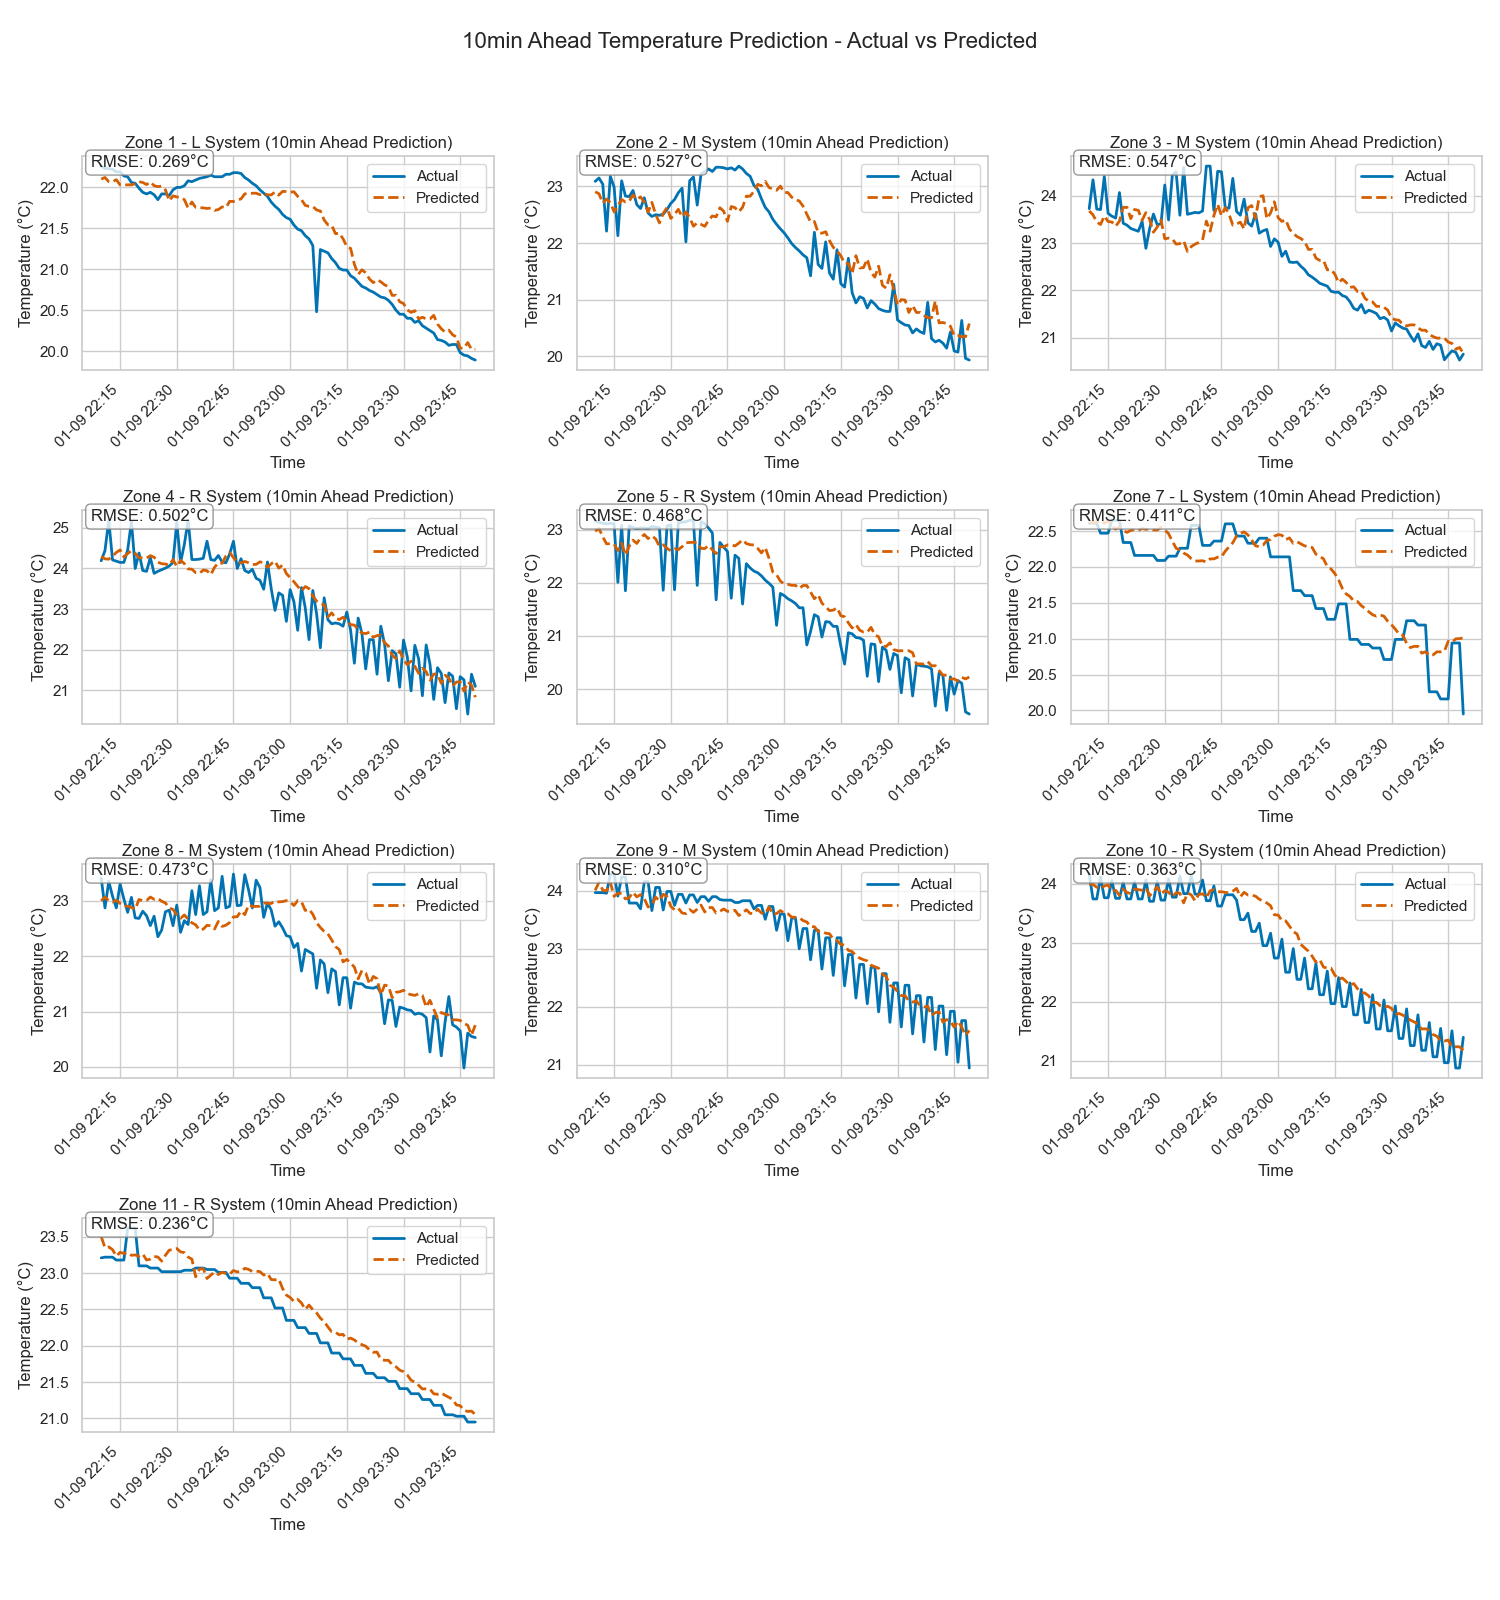 10min Ahead Temperature Prediction - Actual vs Predicted
Zone 1 - L System (10min Ahead Prediction)
RMSE: 0.269°C
Actual
Predicted
Temperature (°C)
22.0
21.5
21.0
20.5
20.0
01-09 22:15
01-09 22:30
01-09 22:45
01-09 23:00
01-09 23:15
01-09 23:30
01-09 23:45
Time
Zone 2 - M System (10min Ahead Prediction)
RMSE: 0.527°C
Actual
Predicted
Temperature (°C)
23
22
21
20
01-09 22:15
01-09 22:30
01-09 22:45
01-09 23:00
01-09 23:15
01-09 23:30
01-09 23:45
Time
Zone 3 - M System (10min Ahead Prediction)
RMSE: 0.547°C
Actual
Predicted
Temperature (°C)
24
23
22
21
01-09 22:15
01-09 22:30
01-09 22:45
01-09 23:00
01-09 23:15
01-09 23:30
01-09 23:45
Time
Zone 4 - R System (10min Ahead Prediction)
RMSE: 0.502°C
Actual
Predicted
Temperature (°C)
25
24
23
22
21
01-09 22:15
01-09 22:30
01-09 22:45
01-09 23:00
01-09 23:15
01-09 23:30
01-09 23:45
Time
Zone 5 - R System (10min Ahead Prediction)
RMSE: 0.468°C
Actual
Predicted
Temperature (°C)
23
22
21
20
01-09 22:15
01-09 22:30
01-09 22:45
01-09 23:00
01-09 23:15
01-09 23:30
01-09 23:45
Time
Zone 7 - L System (10min Ahead Prediction)
RMSE: 0.411°C
Actual
Predicted
Temperature (°C)
22.5
22.0
21.5
21.0
20.5
20.0
01-09 22:15
01-09 22:30
01-09 22:45
01-09 23:00
01-09 23:15
01-09 23:30
01-09 23:45
Time
Zone 8 - M System (10min Ahead Prediction)
RMSE: 0.473°C
Actual
Predicted
Temperature (°C)
23
22
21
20
01-09 22:15
01-09 22:30
01-09 22:45
01-09 23:00
01-09 23:15
01-09 23:30
01-09 23:45
Time
Zone 9 - M System (10min Ahead Prediction)
RMSE: 0.310°C
Actual
Predicted
Temperature (°C)
24
23
22
21
01-09 22:15
01-09 22:30
01-09 22:45
01-09 23:00
01-09 23:15
01-09 23:30
01-09 23:45
Time
Zone 10 - R System (10min Ahead Prediction)
RMSE: 0.363°C
Actual
Predicted
Temperature (°C)
24
23
22
21
01-09 22:15
01-09 22:30
01-09 22:45
01-09 23:00
01-09 23:15
01-09 23:30
01-09 23:45
Time
Zone 11 - R System (10min Ahead Prediction)
RMSE: 0.236°C
Actual
Predicted
Temperature (°C)
23.5
23.0
22.5
22.0
21.5
21.0
01-09 22:15
01-09 22:30
01-09 22:45
01-09 23:00
01-09 23:15
01-09 23:30
01-09 23:45
Time